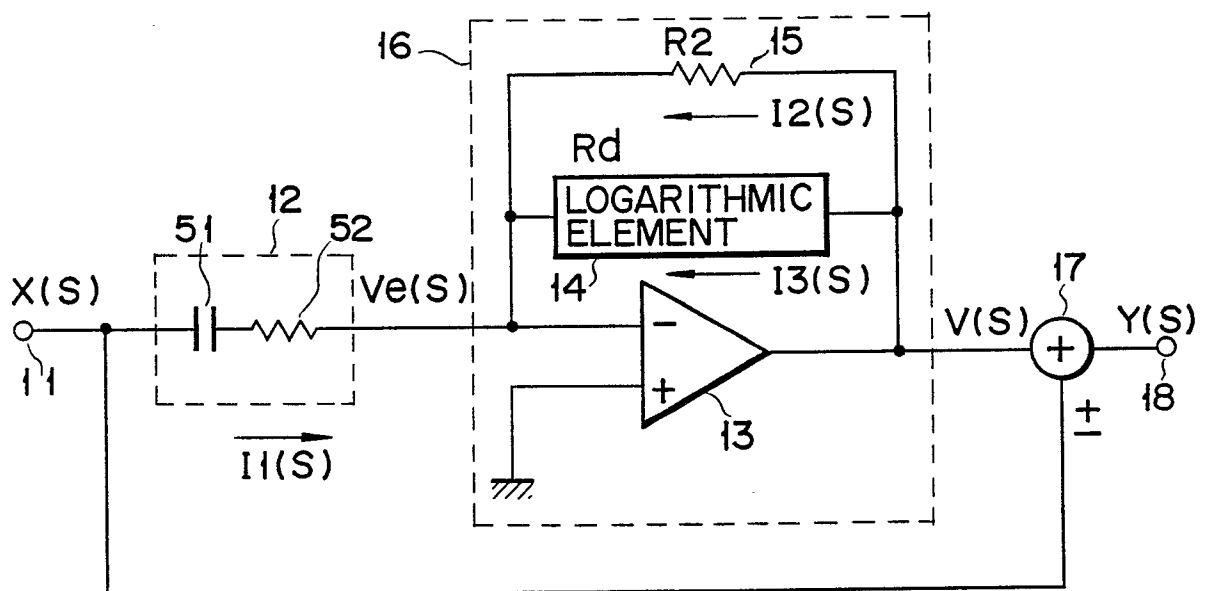 16
R2
15
I2(S)
Rd
LOGARITHMIC
ELEMENT
14
I3(S)
12
51
52
X(S)
Ve(S)
11
I1(S)
−
+
13
17
V(S)
+
Y(S)
18
±